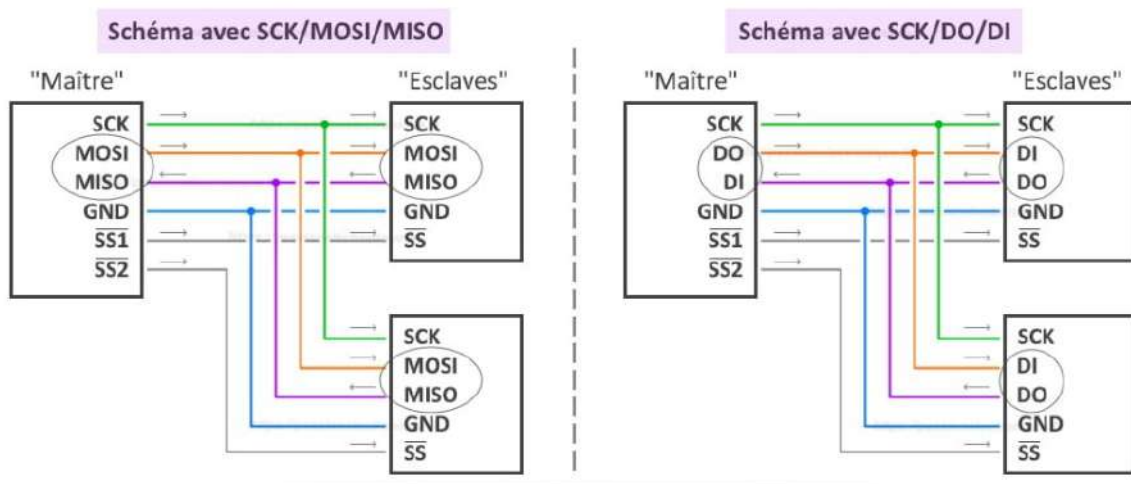 Schéma avec SCK/MOSI/MISO
"Maître"
"Esclaves"
SCK
MOSI
MISO
GND
SS1
SS2
SCK
MOSI
MISO
GND
SS
SCK
MOSI
MISO
GND
SS
Schéma avec SCK/DO/DI
"Maître"
"Esclaves"
SCK
DO
DI
GND
SS1
SS2
SCK
DI
DO
GND
SS
SCK
DI
DO
GND
SS